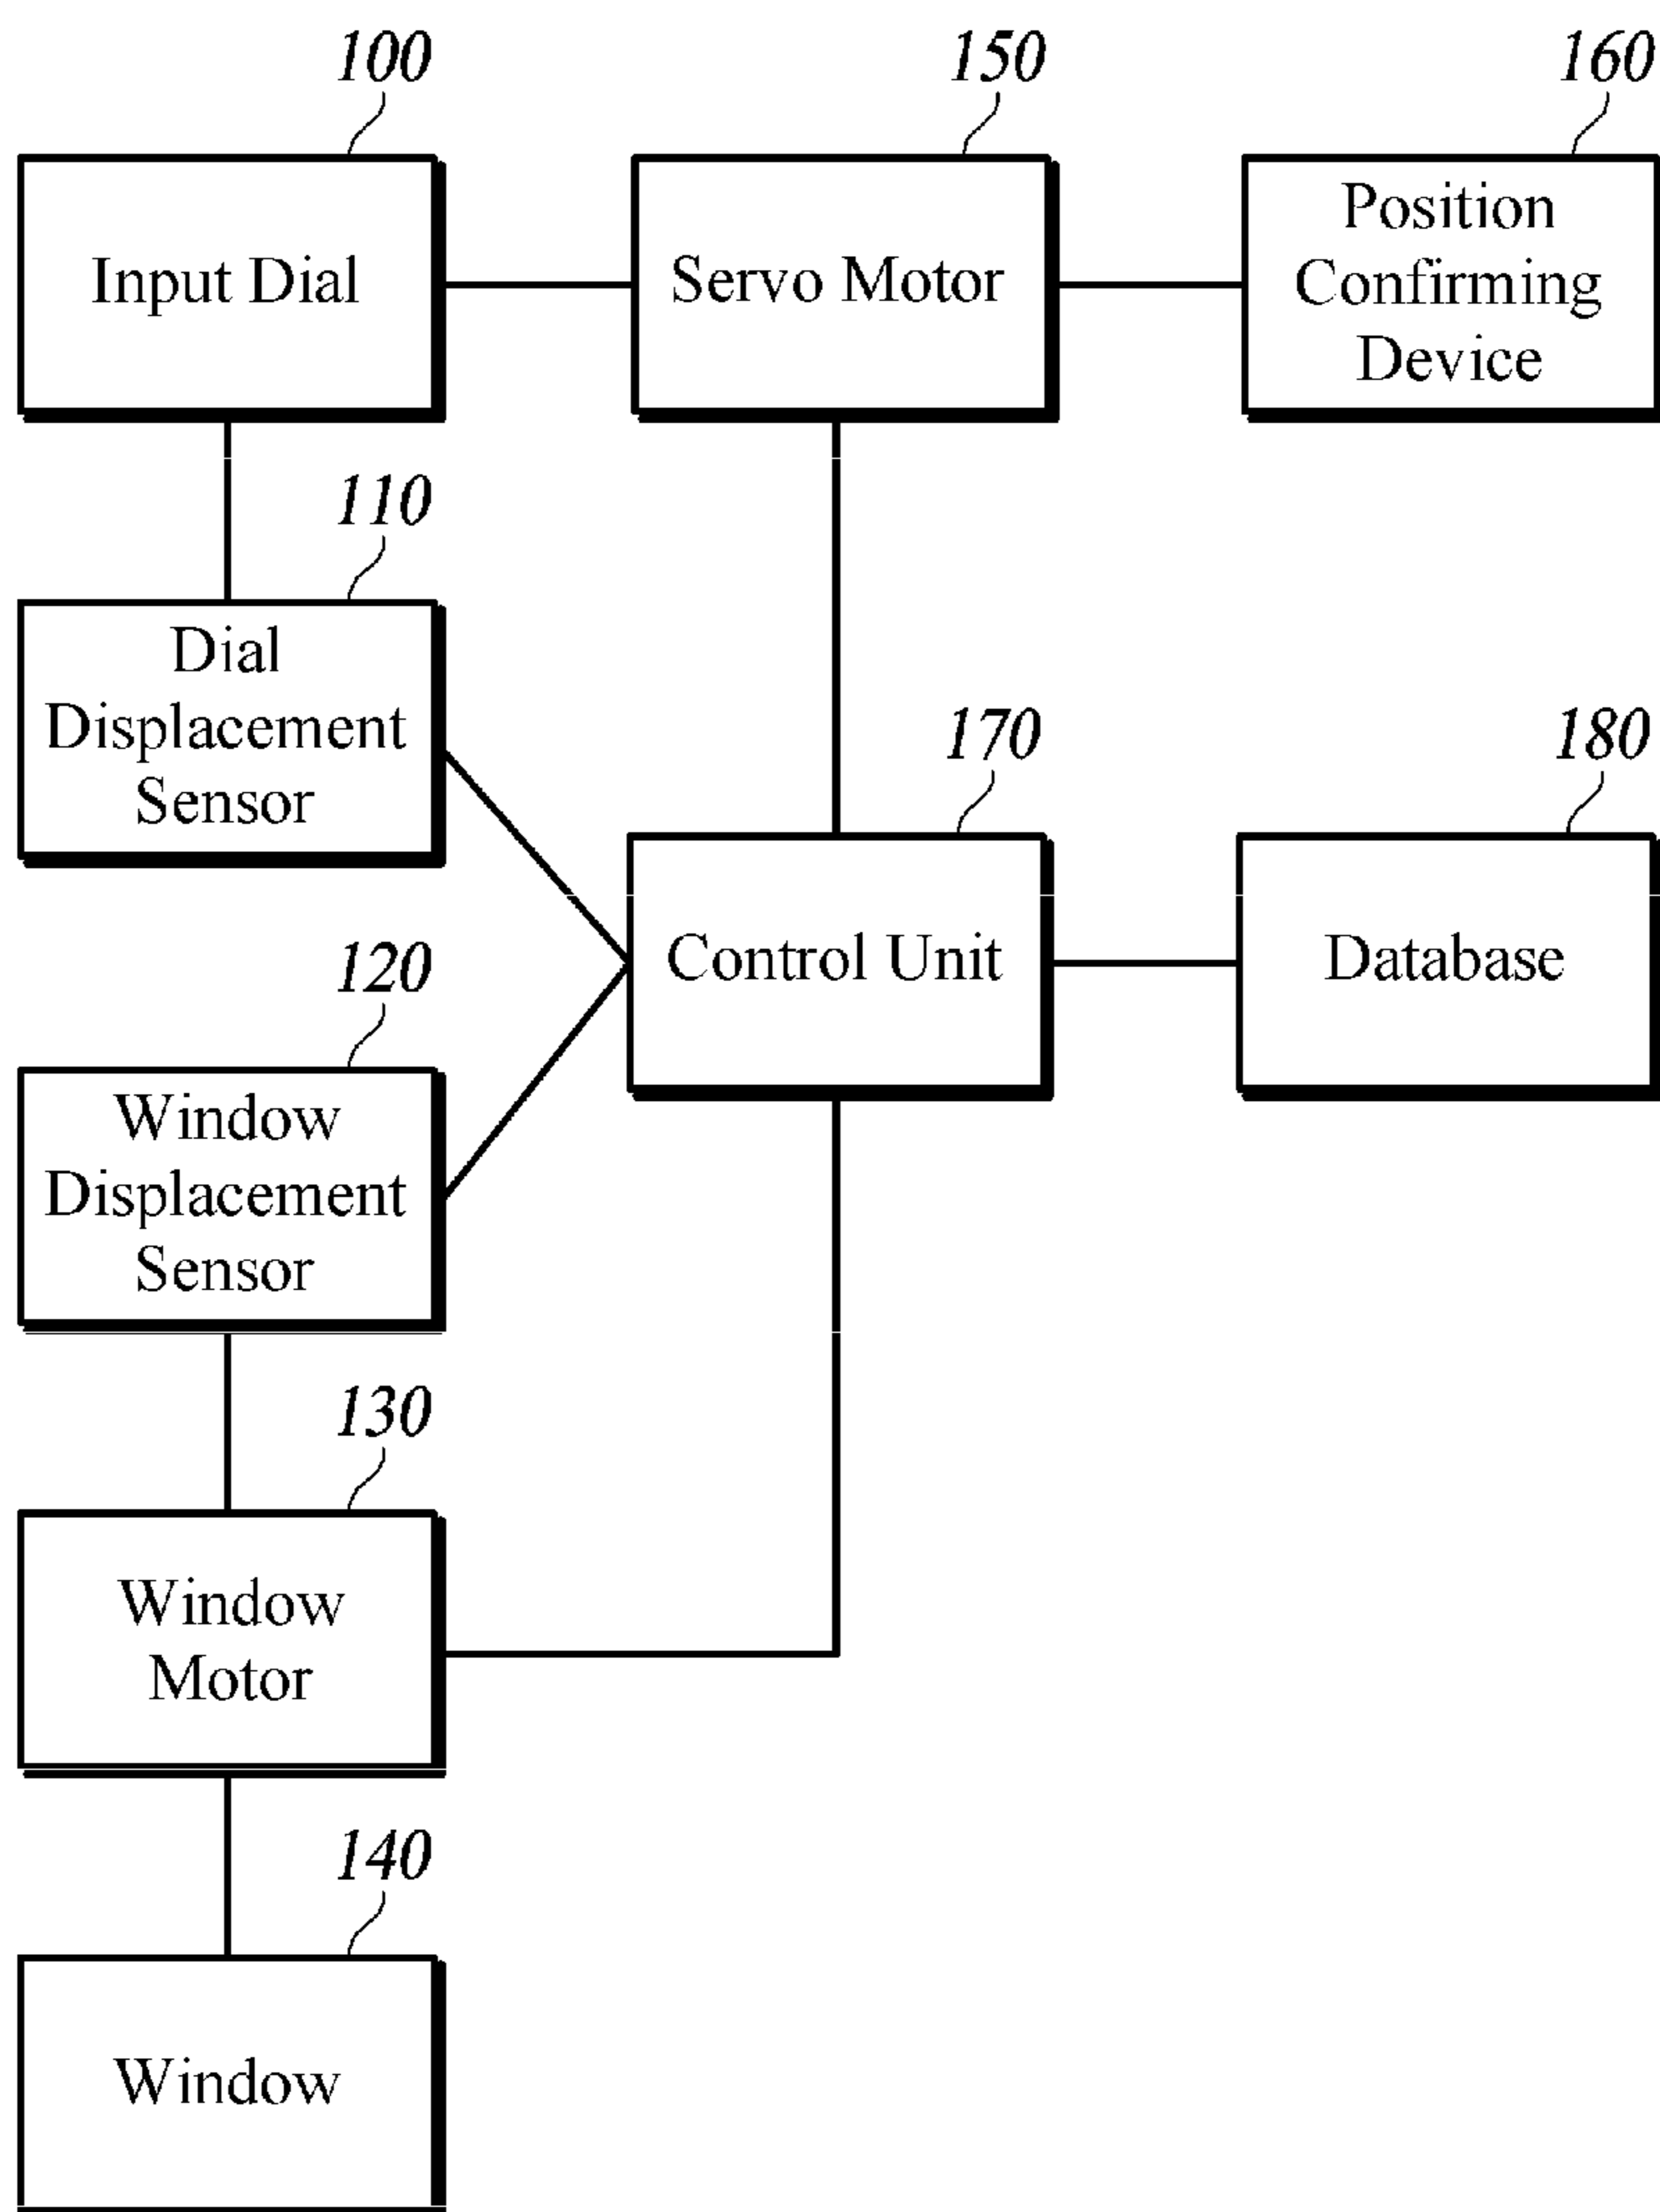 100
150
160
Input Dial
Servo Motor
Position
Confirming
Device
110
Dial
Displacement
Sensor
170
180
Control Unit
Database
120
Window
Displacement
Sensor
130
Window
Motor
140
Window